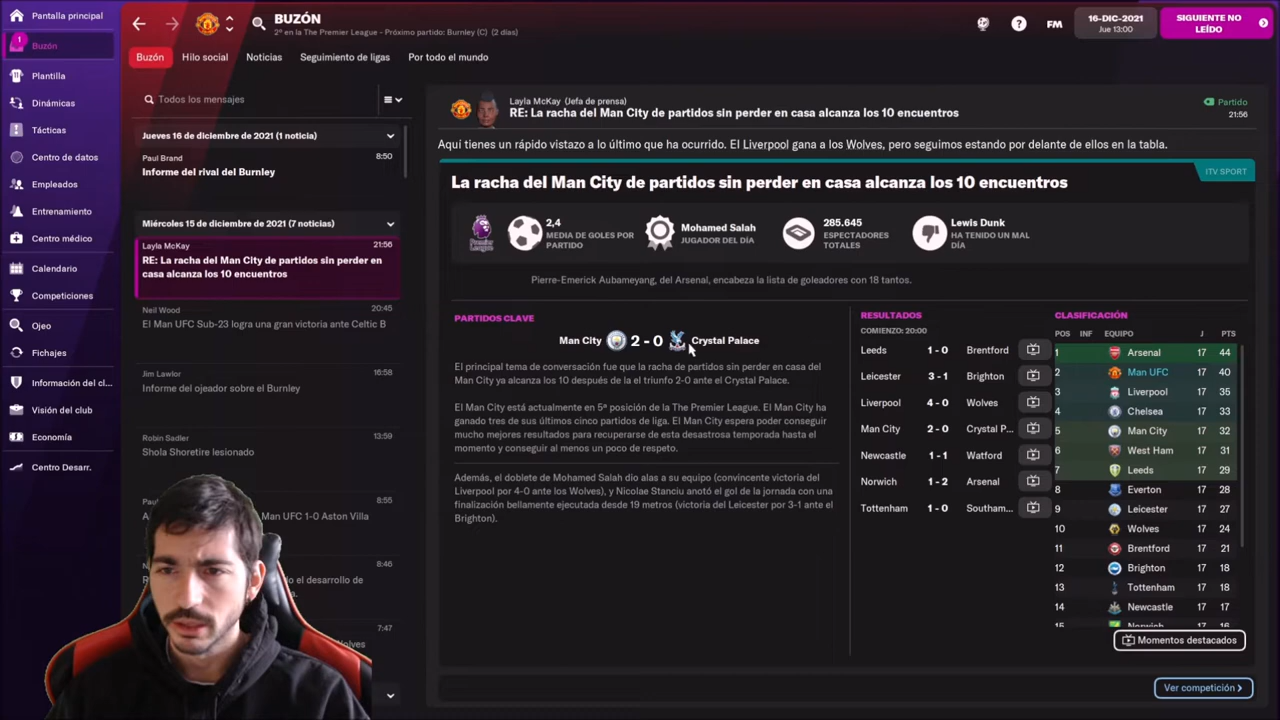 Pantalla principal
1
Buzón
Plantilla
Dinámicas
Tácticas
Centro de datos
Empleados
Entrenamiento
Centro médico
Calendario
Competiciones
Ojeo
Fichajes
Información del cl...
Visión del club
Economía
Centro Desarr.
BUZÓN
2º en la The Premier League - Próximo partido: Burnley (C) (2 días)
?
FM
16-DIC-2021
Jue 13:00
SIGUIENTE NO
LEÍDO
Buzón
Hilo social
Noticias
Seguimiento de ligas
Por todo el mundo
Todos los mensajes
Jueves 16 de diciembre de 2021 (1 noticia)
Paul Brand
8:50
Informe del rival del Burnley
Miércoles 15 de diciembre de 2021 (7 noticias)
Layla McKay
21:56
RE: La racha del Man City de partidos sin perder en
casa alcanza los 10 encuentros
Neil Wood
20:45
El Man UFC Sub-23 logra una gran victoria ante Celtic B
Jim Lawlor
16:58
Informe del ojeador sobre el Burnley
Robin Sadler
13:59
Shola Shoretire lesionado
8:55
Man UFC 1-0 Aston Villa
8:46
el desarrollo de
7:47
Wolves
Layla McKay (Jefa de prensa)
RE: La racha del Man City de partidos sin perder en casa alcanza los 10 encuentros
Partido
21:56
Aquí tienes un rápido vistazo a lo último que ha ocurrido. El Liverpool gana a los Wolves, pero seguimos estando por delante de ellos en la tabla.
ITV SPORT
La racha del Man City de partidos sin perder en casa alcanza los 10 encuentros
2,4
MEDIA DE GOLES POR
PARTIDO
Mohamed Salah
JUGADOR DEL DÍA
285.645
ESPECTADORES
TOTALES
Lewis Dunk
HA TENIDO UN MAL
DÍA
Pierre-Emerick Aubameyang, del Arsenal, encabeza la lista de goleadores con 18 tantos.
PARTIDOS CLAVE
Man City 2 - 0 Crystal Palace
El principal tema de conversación fue que la racha de partidos sin perder en casa del
Man City ya alcanza los 10 después de la el triunfo 2-0 ante el Crystal Palace.
El Man City está actualmente en 5ª posición de la The Premier League. El Man City ha
ganado tres de sus últimos cinco partidos de liga. El Man City espera poder conseguir
mucho mejores resultados para recuperarse de esta desastrosa temporada hasta el
momento y conseguir al menos un poco de respeto.
Además, el doblete de Mohamed Salah dio alas a su equipo (convincente victoria del
Liverpool por 4-0 ante los Wolves), y Nicolae Stanciu anotó el gol de la jornada con una
finalización bellamente ejecutada desde 19 metros (victoria del Leicester por 3-1 ante el
Brighton).
RESULTADOS
COMIENZO: 20:00
Leeds 1 - 0 Brentford
Leicester 3 - 1 Brighton
Liverpool 4 - 0 Wolves
Man City 2 - 0 Crystal P...
Newcastle 1 - 1 Watford
Norwich 1 - 2 Arsenal
Tottenham 1 - 0 Southam...
CLASIFICACIÓN
POS INF EQUIPO J PTS
1 Arsenal 17 44
2 Man UFC 17 40
3 Liverpool 17 35
4 Chelsea 17 33
5 Man City 17 32
6 West Ham 17 31
7 Leeds 17 29
8 Everton 17 28
9 Leicester 17 27
10 Wolves 17 24
11 Brentford 17 21
12 Brighton 17 18
13 Tottenham 17 18
14 Newcastle 17 17
15 Norwich 17 16
Momentos destacados
Ver competición